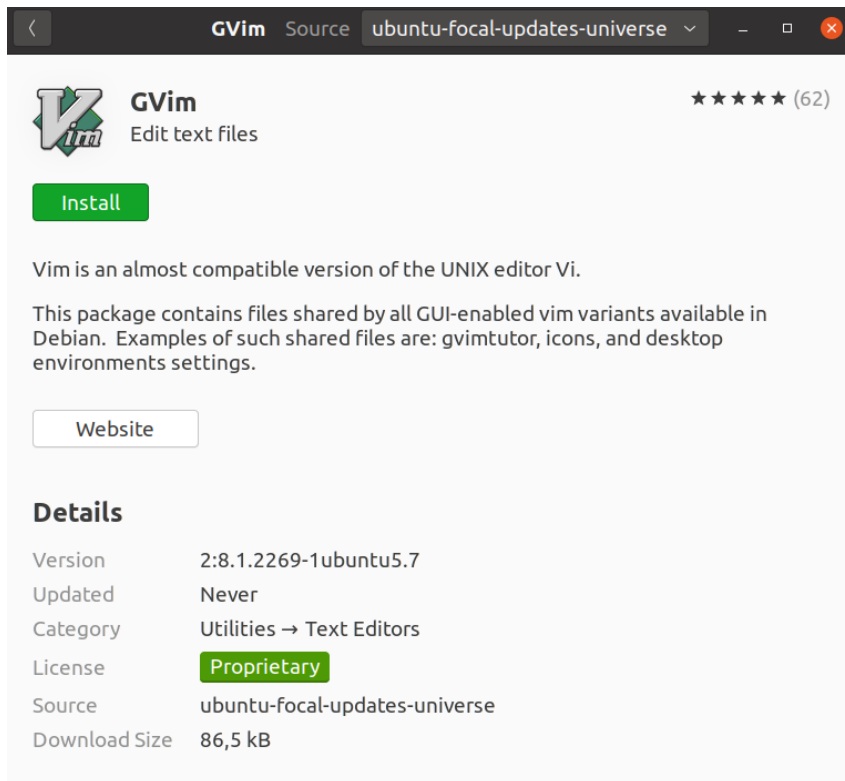 GVim Source ubuntu-focal-updates-universe
Vim
GVim
(62)
Edit text files
Install
Vim is an almost compatible version of the UNIX editor Vi.
This package contains files shared by all GUI-enabled vim variants available in
Debian.  Examples of such shared files are: gvimtutor, icons, and desktop
environments settings.
Website
Details
Version 2:8.1.2269-1ubuntu5.7
Updated Never
Category Utilities → Text Editors
License Proprietary
Source ubuntu-focal-updates-universe
Download Size 86,5 kB